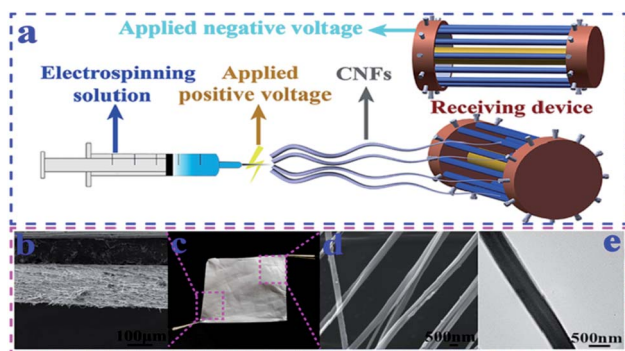 a
Applied negative voltage
Electrospinning
solution
Applied
positive voltage
CNFs
Receiving device
b
100μm
c
d
500nm
e
500nm